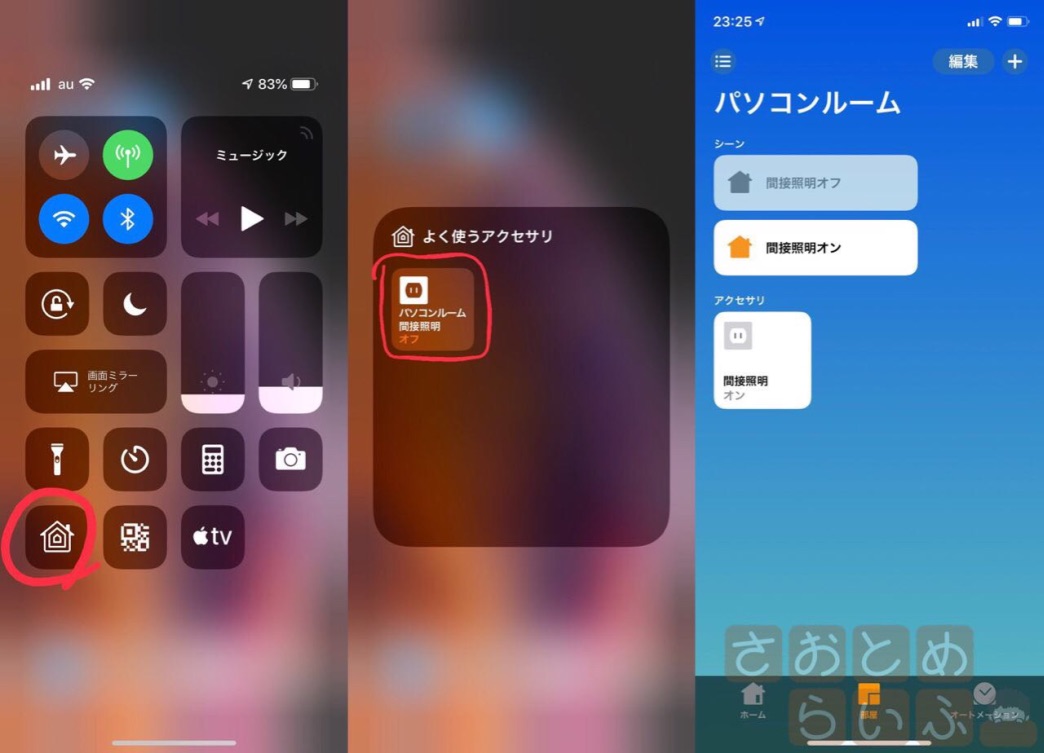 au
83%
ミュージック
画面ミラー
リング
tv
よく使うアクセサリ
パソコンルーム
間接照明
オフ
23:25
編集
パソコンルーム
シーン
間接照明オフ
間接照明オン
アクセサリ
間接照明
オン
さおとめ
らいふ
ホーム
部屋
オートメーション